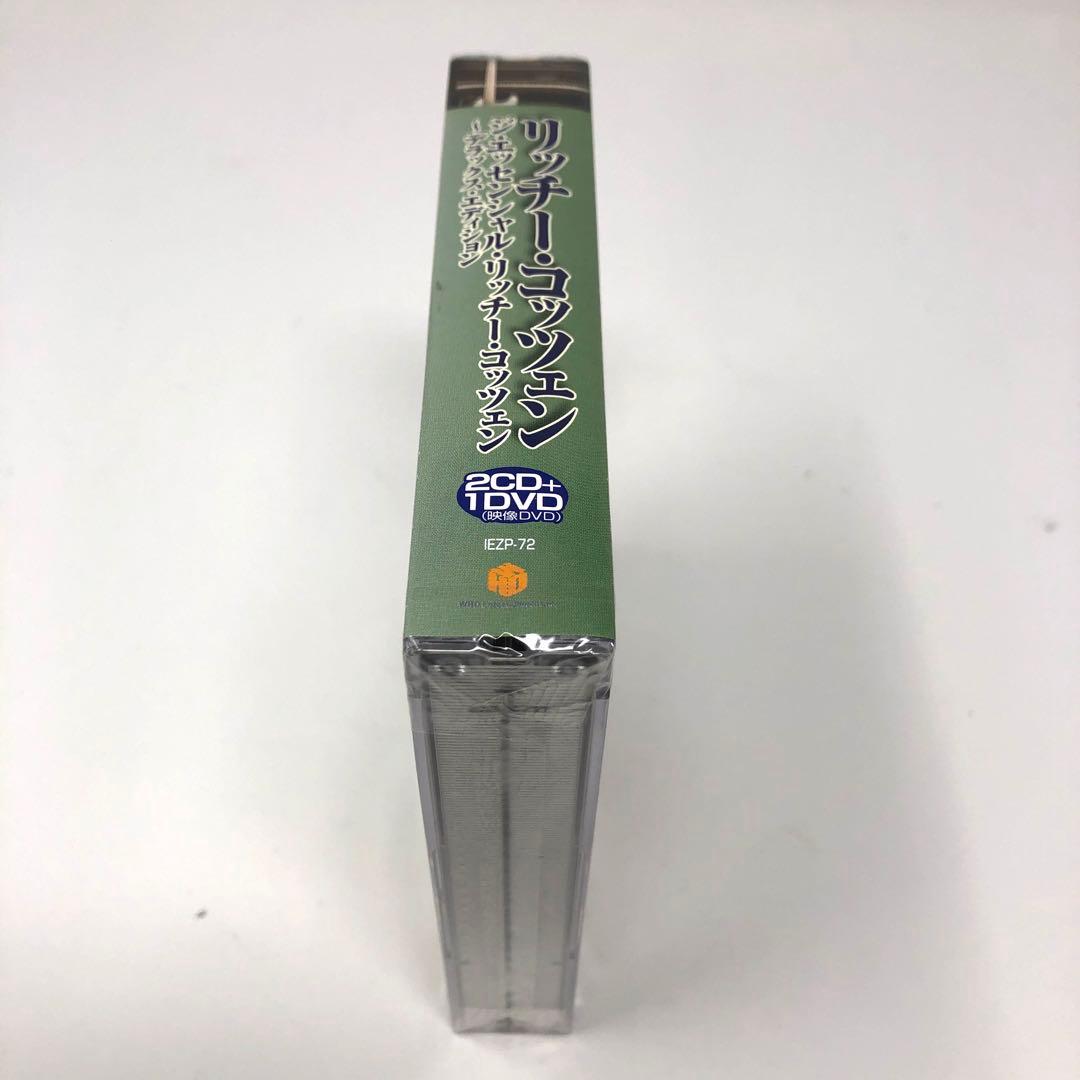 リッチー・コッツェン
ジ・エッセンシャル・リッチー・コッツェン
～デラックス・エディション
2CD+
1DVD
(映像DVD)
IEZP-72